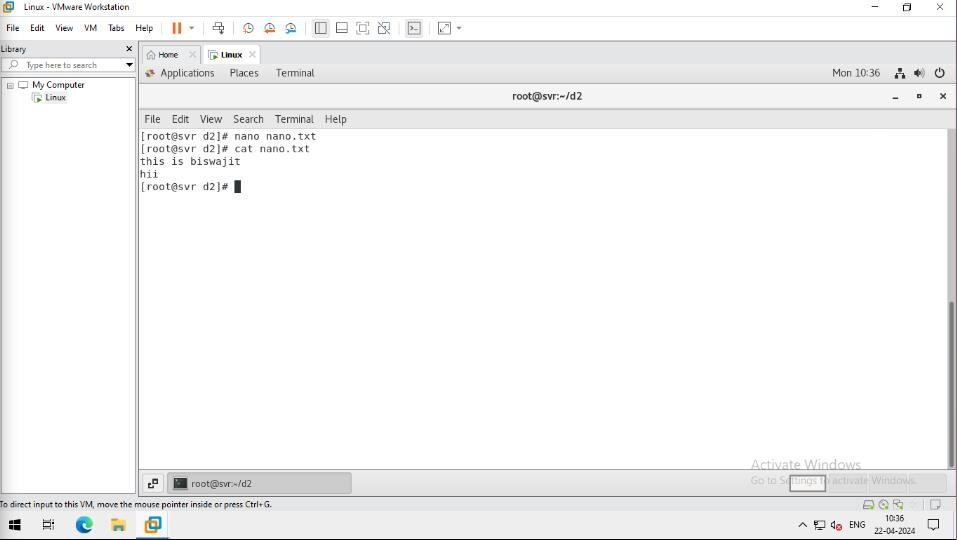 Linux - VMware Workstation
File Edit View VM Tabs Help
Library
Type here to search
My Computer
Linux
Home
Linux
Applications Places Terminal
Mon 10:36
root@svr:~/d2
File Edit View Search Terminal Help
[root@svr d2]# nano nano.txt
[root@svr d2]# cat nano.txt
this is biswajit
hii
[root@svr d2]#
Activate Windows
Go to Settings to activate Windows.
root@svr:~/d2
To direct input to this VM, move the mouse pointer inside or press Ctrl+G.
ENG
10:36
22-04-2024